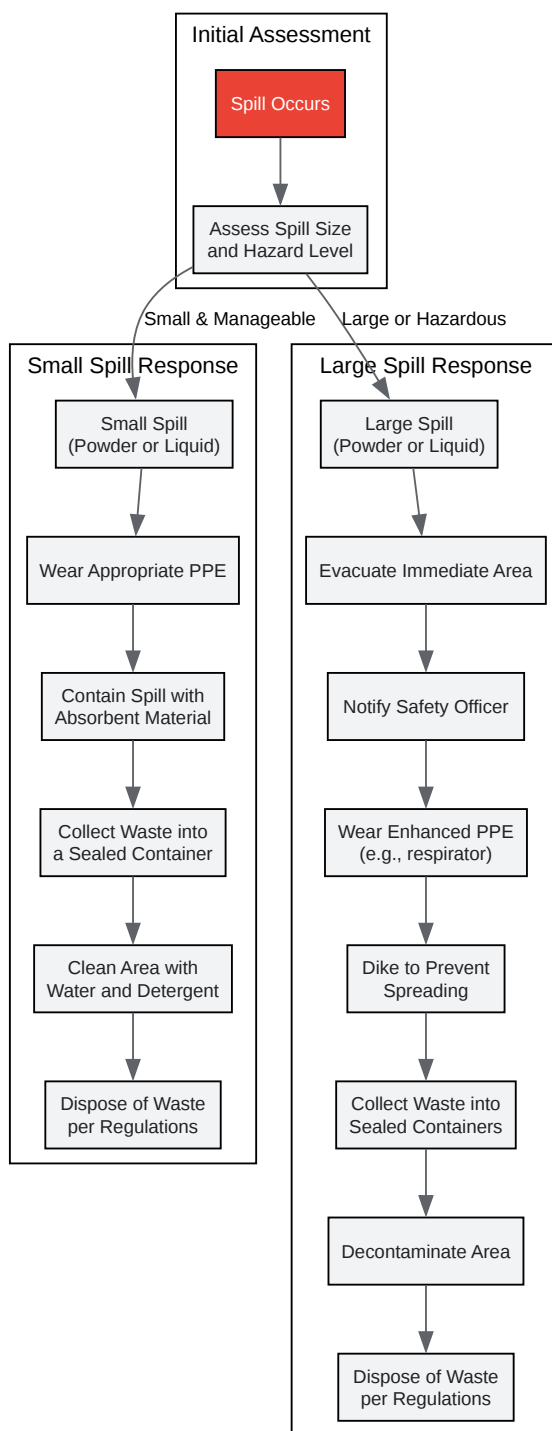 Initial Assessment
Spill Occurs
Assess Spill Size
and Hazard Level
Small & Manageable
Large or Hazardous
Small Spill Response
Small Spill
(Powder or Liquid)
Wear Appropriate PPE
Contain Spill with
Absorbent Material
Collect Waste into
a Sealed Container
Clean Area with
Water and Detergent
Dispose of Waste
per Regulations
Large Spill Response
Large Spill
(Powder or Liquid)
Evacuate Immediate Area
Notify Safety Officer
Wear Enhanced PPE
(e.g., respirator)
Dike to Prevent
Spreading
Collect Waste into
Sealed Containers
Decontaminate Area
Dispose of Waste
per Regulations